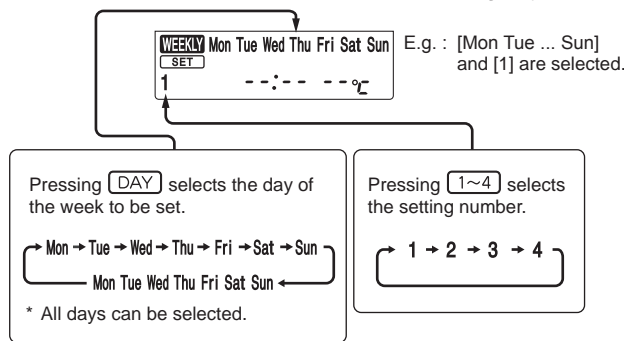 WEEKLY Mon Tue Wed Thu Fri Sat Sun
SET
1 --:-- --°C
E.g. : [Mon Tue ... Sun]
and [1] are selected.
Pressing DAY selects the day of
the week to be set.
Mon → Tue → Wed → Thu → Fri → Sat → Sun
Mon Tue Wed Thu Fri Sat Sun
* All days can be selected.
Pressing 1~4 selects
the setting number.
1 → 2 → 3 → 4